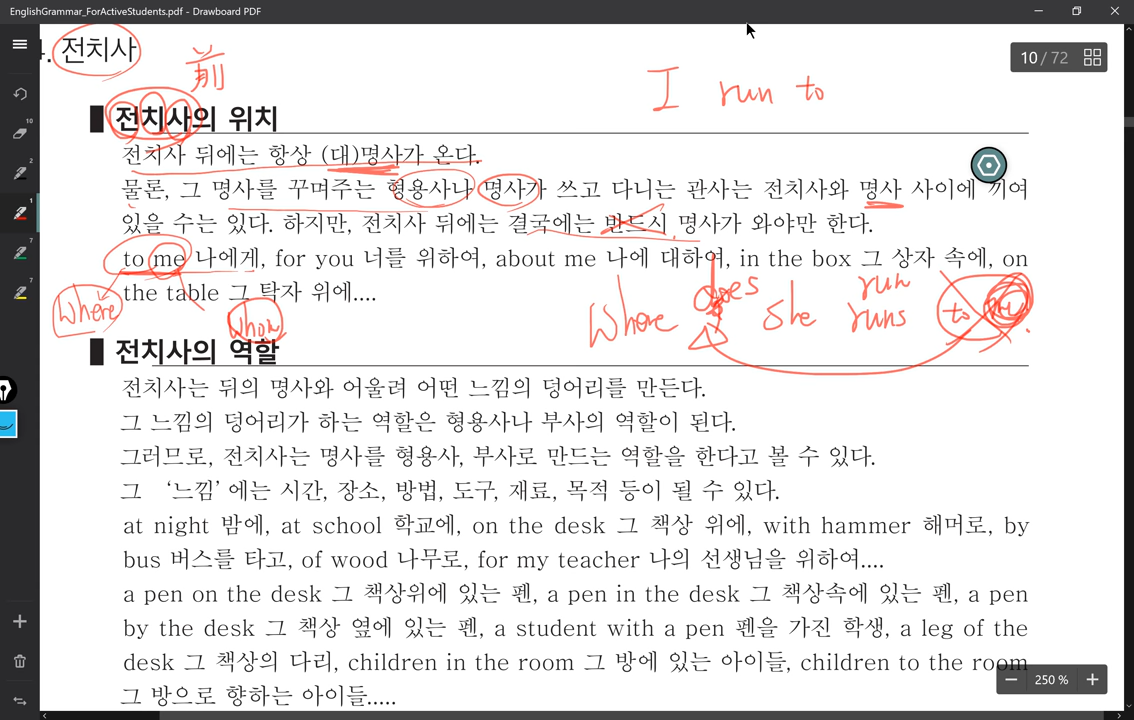 EnglishGrammar_ForActiveStudents.pdf - Drawboard PDF
. 전치사
前
I run to
10 / 72
전치사의 위치
전치사 뒤에는 항상 (대)명사가 온다.
물론, 그 명사를 꾸며주는 형용사나 명사가 쓰고 다니는 관사는 전치사와 명사 사이에 끼여
있을 수는 있다. 하지만, 전치사 뒤에는 결국에는 반드시 명사가 와야만 한다.
to me 나에게, for you 너를 위하여, about me 나에 대하여, in the box 그 상자 속에, on
the table 그 탁자 위에....
Where
whom
run
Where does she runs to
전치사의 역할
전치사는 뒤의 명사와 어울려 어떤 느낌의 덩어리를 만든다.
그 느낌의 덩어리가 하는 역할은 형용사나 부사의 역할이 된다.
그러므로, 전치사는 명사를 형용사, 부사로 만드는 역할을 한다고 볼 수 있다.
그 '느낌'에는 시간, 장소, 방법, 도구, 재료, 목적 등이 될 수 있다.
at night 밤에, at school 학교에, on the desk 그 책상 위에, with hammer 해머로, by
bus 버스를 타고, of wood 나무로, for my teacher 나의 선생님을 위하여....
a pen on the desk 그 책상위에 있는 펜, a pen in the desk 그 책상속에 있는 펜, a pen
by the desk 그 책상 옆에 있는 펜, a student with a pen 펜을 가진 학생, a leg of the
desk 그 책상의 다리, children in the room 그 방에 있는 아이들, children to the room
그 방으로 향하는 아이들.....
250 %
10
2
1
7
7